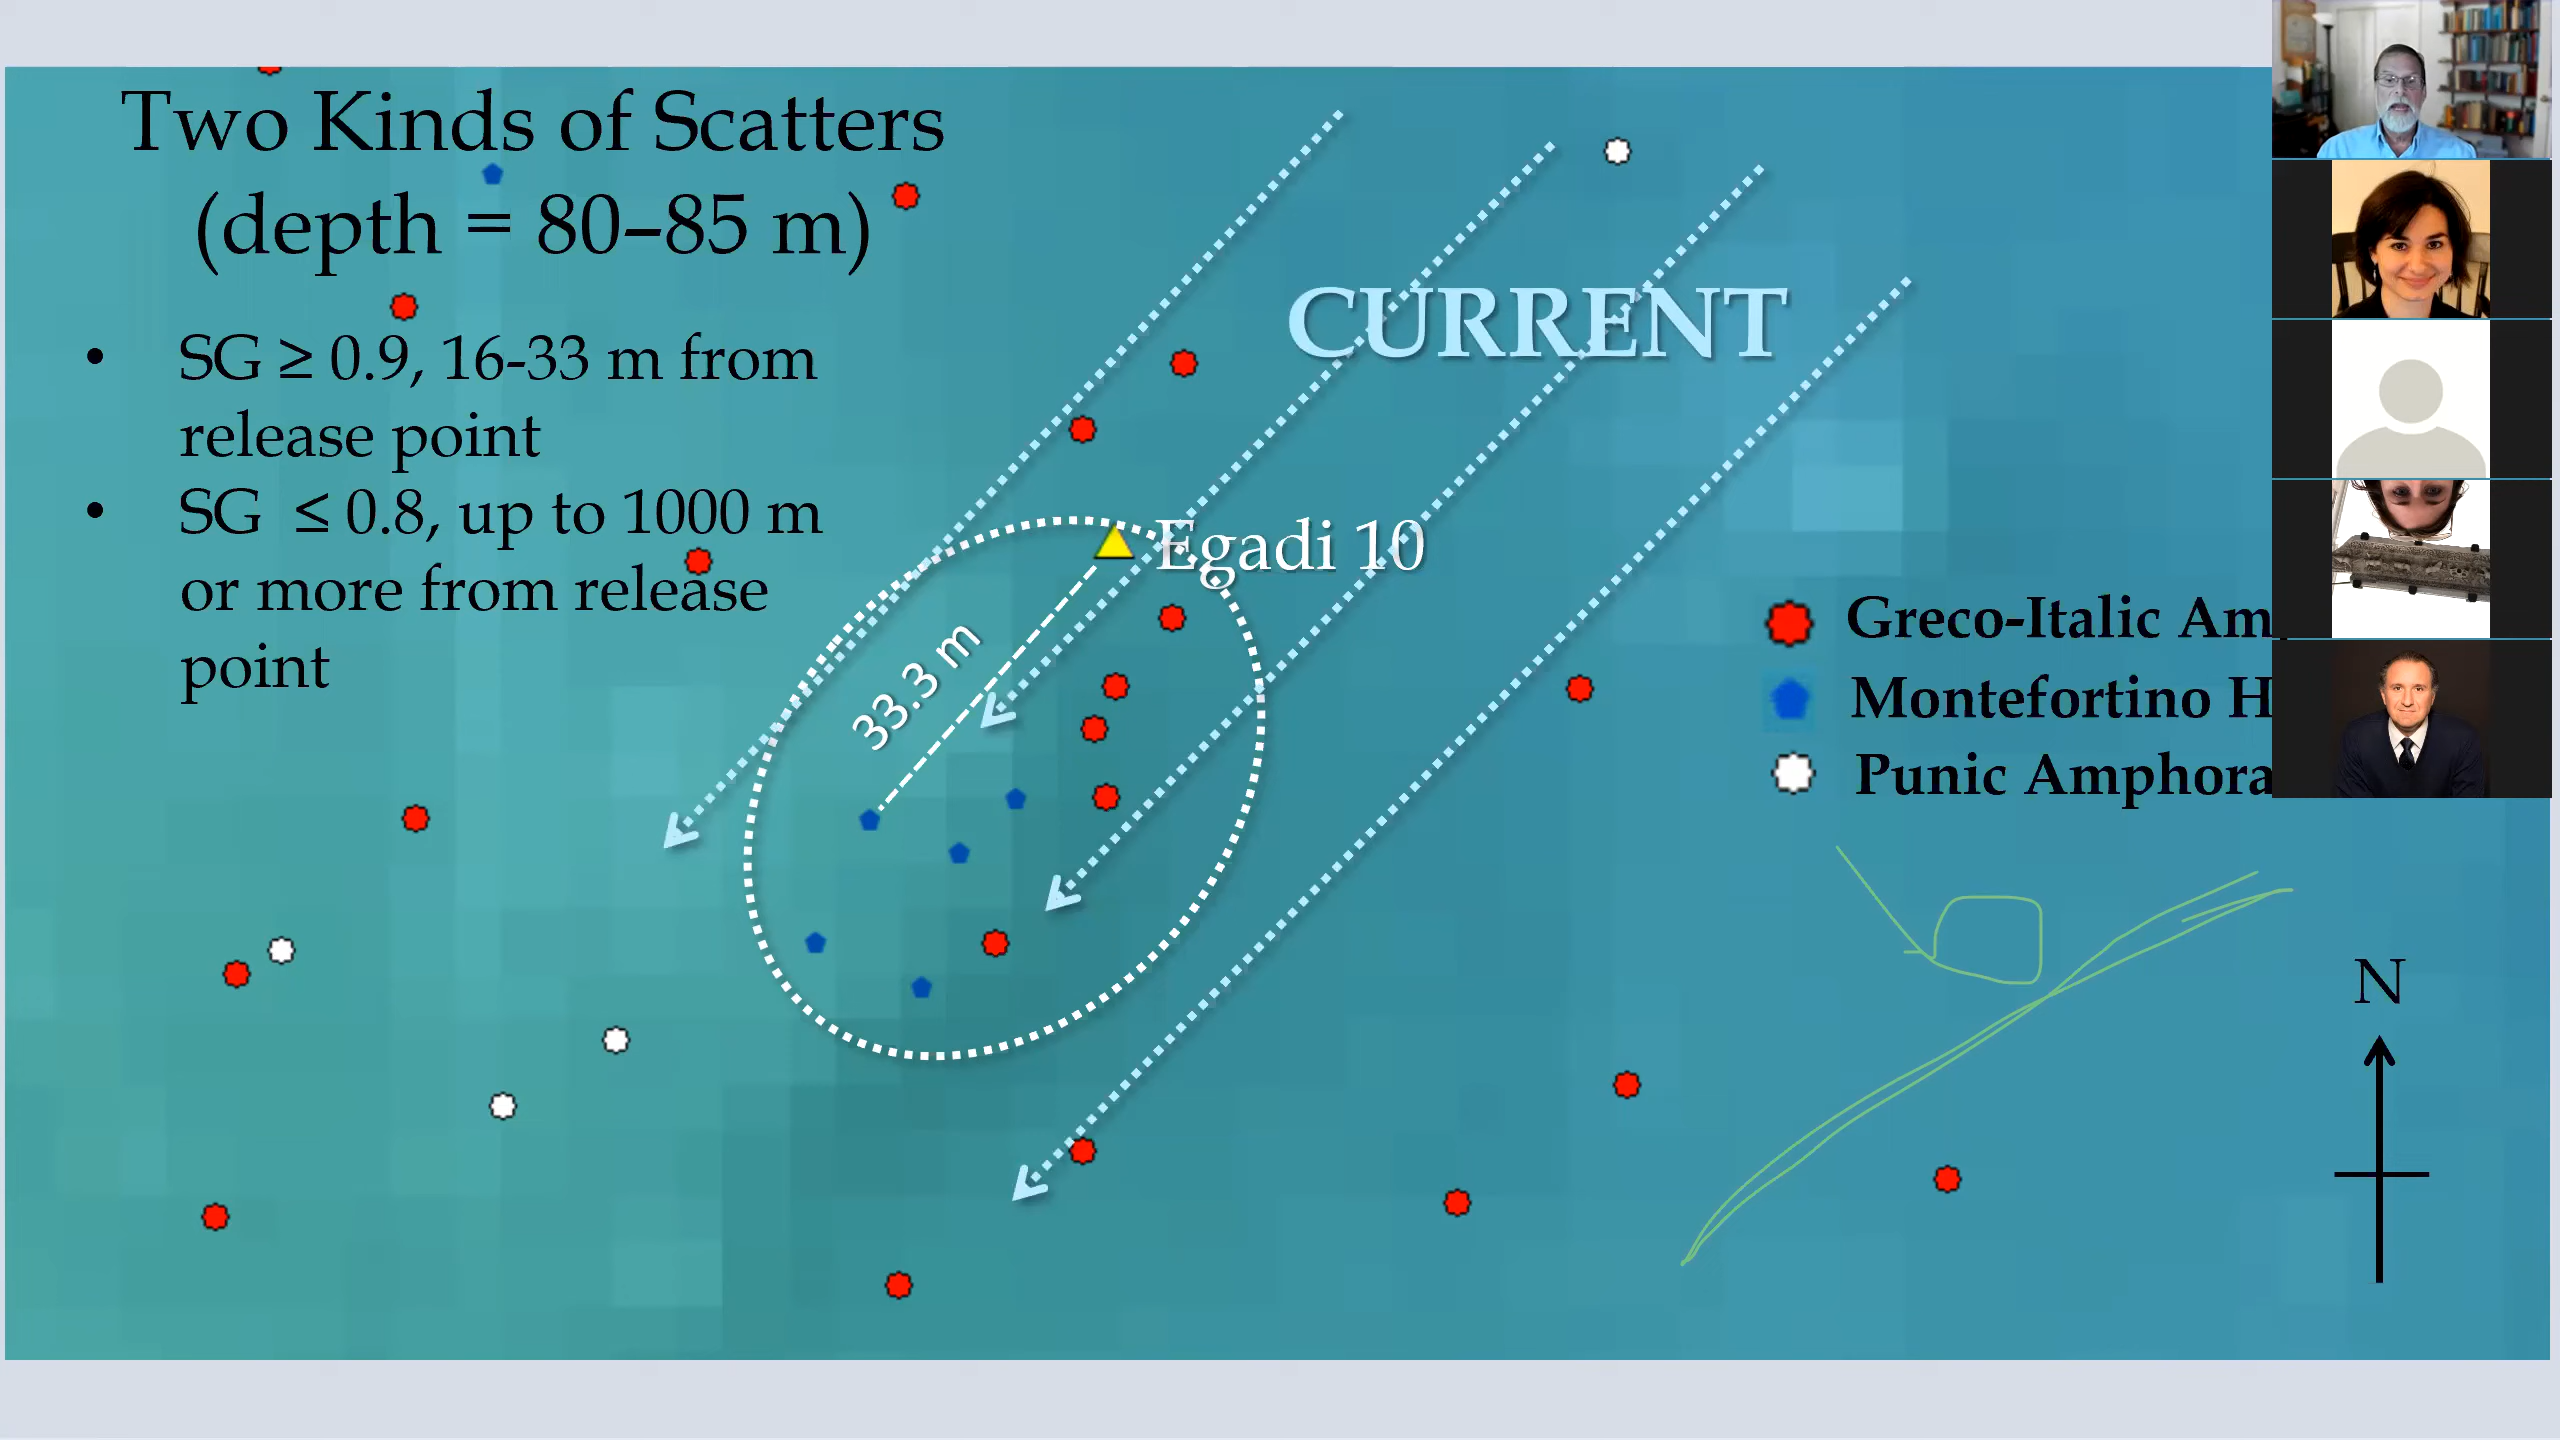 Two Kinds of Scatters
(depth = 80–85 m)
• SG ≥ 0.9, 16-33 m from
release point
• SG ≤ 0.8, up to 1000 m
or more from release
point
CURRENT
Egadi 10
33.3 m
Greco-Italic Am
Montefortino H
Punic Amphora
N